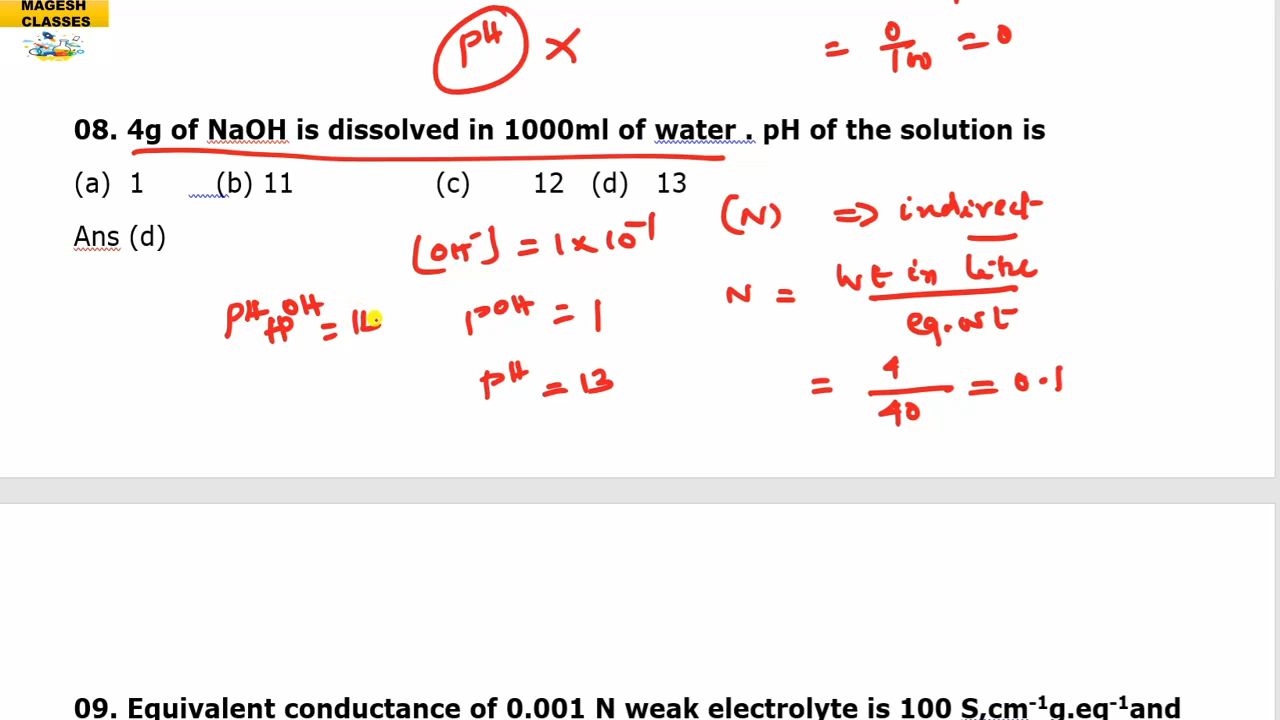 MAGESH
CLASSES
pH ×
= 0/100 = 0
08. 4g of NaOH is dissolved in 1000ml of water . pH of the solution is
(a) 1 (b) 11 (c) 12 (d) 13
Ans (d)
[OH⁻] = 1 × 10⁻¹
pOH = 1
pH = 13
pH + pOH = 14
(N) ⇒ indirect
N = wt in litre / eq. wt
= 4/40 = 0.1
09. Equivalent conductance of 0.001 N weak electrolyte is 100 S,cm⁻¹g.eq⁻¹and